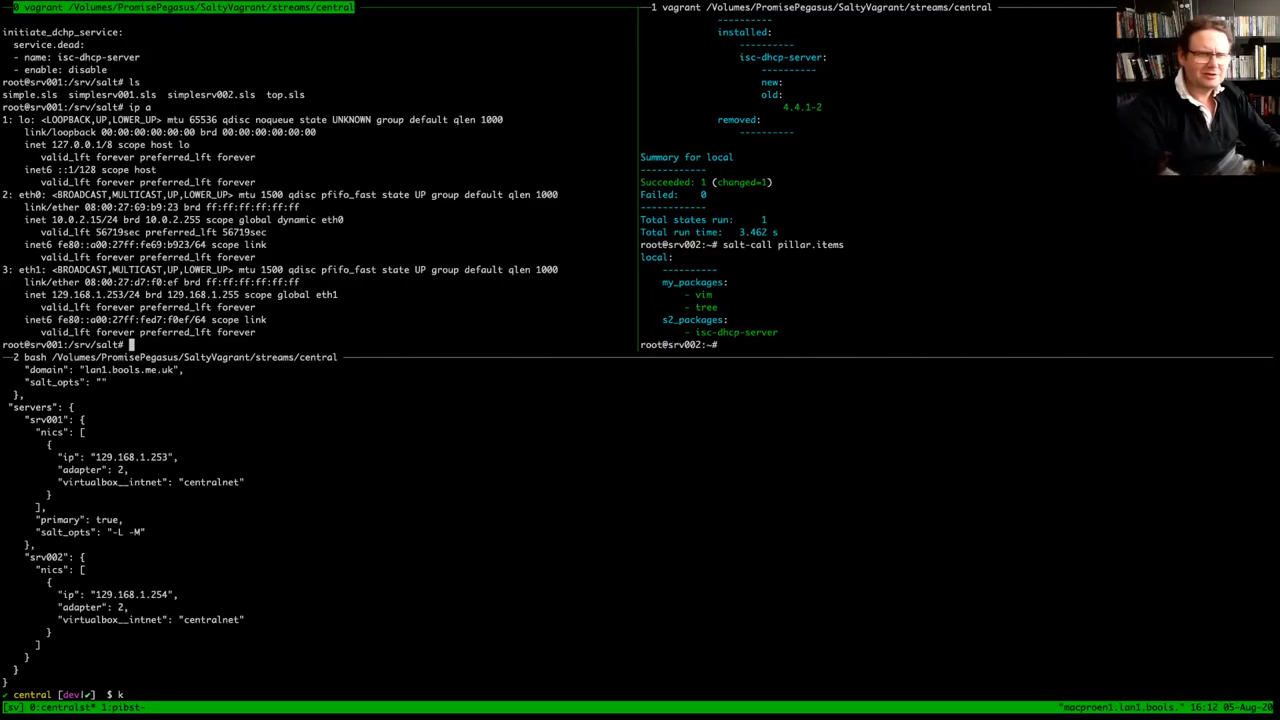 0 vagrant /Volumes/PromisePegasus/SaltyVagrant/streams/central
initiate_dchp_service:
  service.dead:
  - name: isc-dhcp-server
  - enable: disable
root@srv001:/srv/salt# ls
simple.sls  simplesrv001.sls  simplesrv002.sls  top.sls
root@srv001:/srv/salt# ip a
1: lo: <LOOPBACK,UP,LOWER_UP> mtu 65536 qdisc noqueue state UNKNOWN group default qlen 1000
    link/loopback 00:00:00:00:00:00 brd 00:00:00:00:00:00
    inet 127.0.0.1/8 scope host lo
       valid_lft forever preferred_lft forever
    inet6 ::1/128 scope host
       valid_lft forever preferred_lft forever
2: eth0: <BROADCAST,MULTICAST,UP,LOWER_UP> mtu 1500 qdisc pfifo_fast state UP group default qlen 1000
    link/ether 08:00:27:69:b9:23 brd ff:ff:ff:ff:ff:ff
    inet 10.0.2.15/24 brd 10.0.2.255 scope global dynamic eth0
       valid_lft 56719sec preferred_lft 56719sec
    inet6 fe80::a00:27ff:fe69:b923/64 scope link
       valid_lft forever preferred_lft forever
3: eth1: <BROADCAST,MULTICAST,UP,LOWER_UP> mtu 1500 qdisc pfifo_fast state UP group default qlen 1000
    link/ether 08:00:27:d7:f0:ef brd ff:ff:ff:ff:ff:ff
    inet 129.168.1.253/24 brd 129.168.1.255 scope global eth1
       valid_lft forever preferred_lft forever
    inet6 fe80::a00:27ff:fed7:f0ef/64 scope link
       valid_lft forever preferred_lft forever
root@srv001:/srv/salt#
1 vagrant /Volumes/PromisePegasus/SaltyVagrant/streams/central
----------
installed:
----------
isc-dhcp-server:
----------
new:
old:
4.4.1-2
removed:
----------
Summary for local
------------
Succeeded: 1 (changed=1)
Failed:    0
------------
Total states run:     1
Total run time:   3.462 s
root@srv002:~# salt-call pillar.items
local:
----------
my_packages:
- vim
- tree
s2_packages:
- isc-dhcp-server
root@srv002:~#
2 bash /Volumes/PromisePegasus/SaltyVagrant/streams/central
"domain": "lan1.bools.me.uk",
"salt_opts": ""
},
"servers": {
"srv001": {
"nics": [
{
"ip": "129.168.1.253",
"adapter": 2,
"virtualbox__intnet": "centralnet"
}
],
"primary": true,
"salt_opts": "-L -M"
},
"srv002": {
"nics": [
{
"ip": "129.168.1.254",
"adapter": 2,
"virtualbox__intnet": "centralnet"
}
]
}
}
}
✔ central [dev|✔] $ k
[sv] 0:centralst* 1:pibst-    "macproen1.lan1.bools." 16:12 05-Aug-20